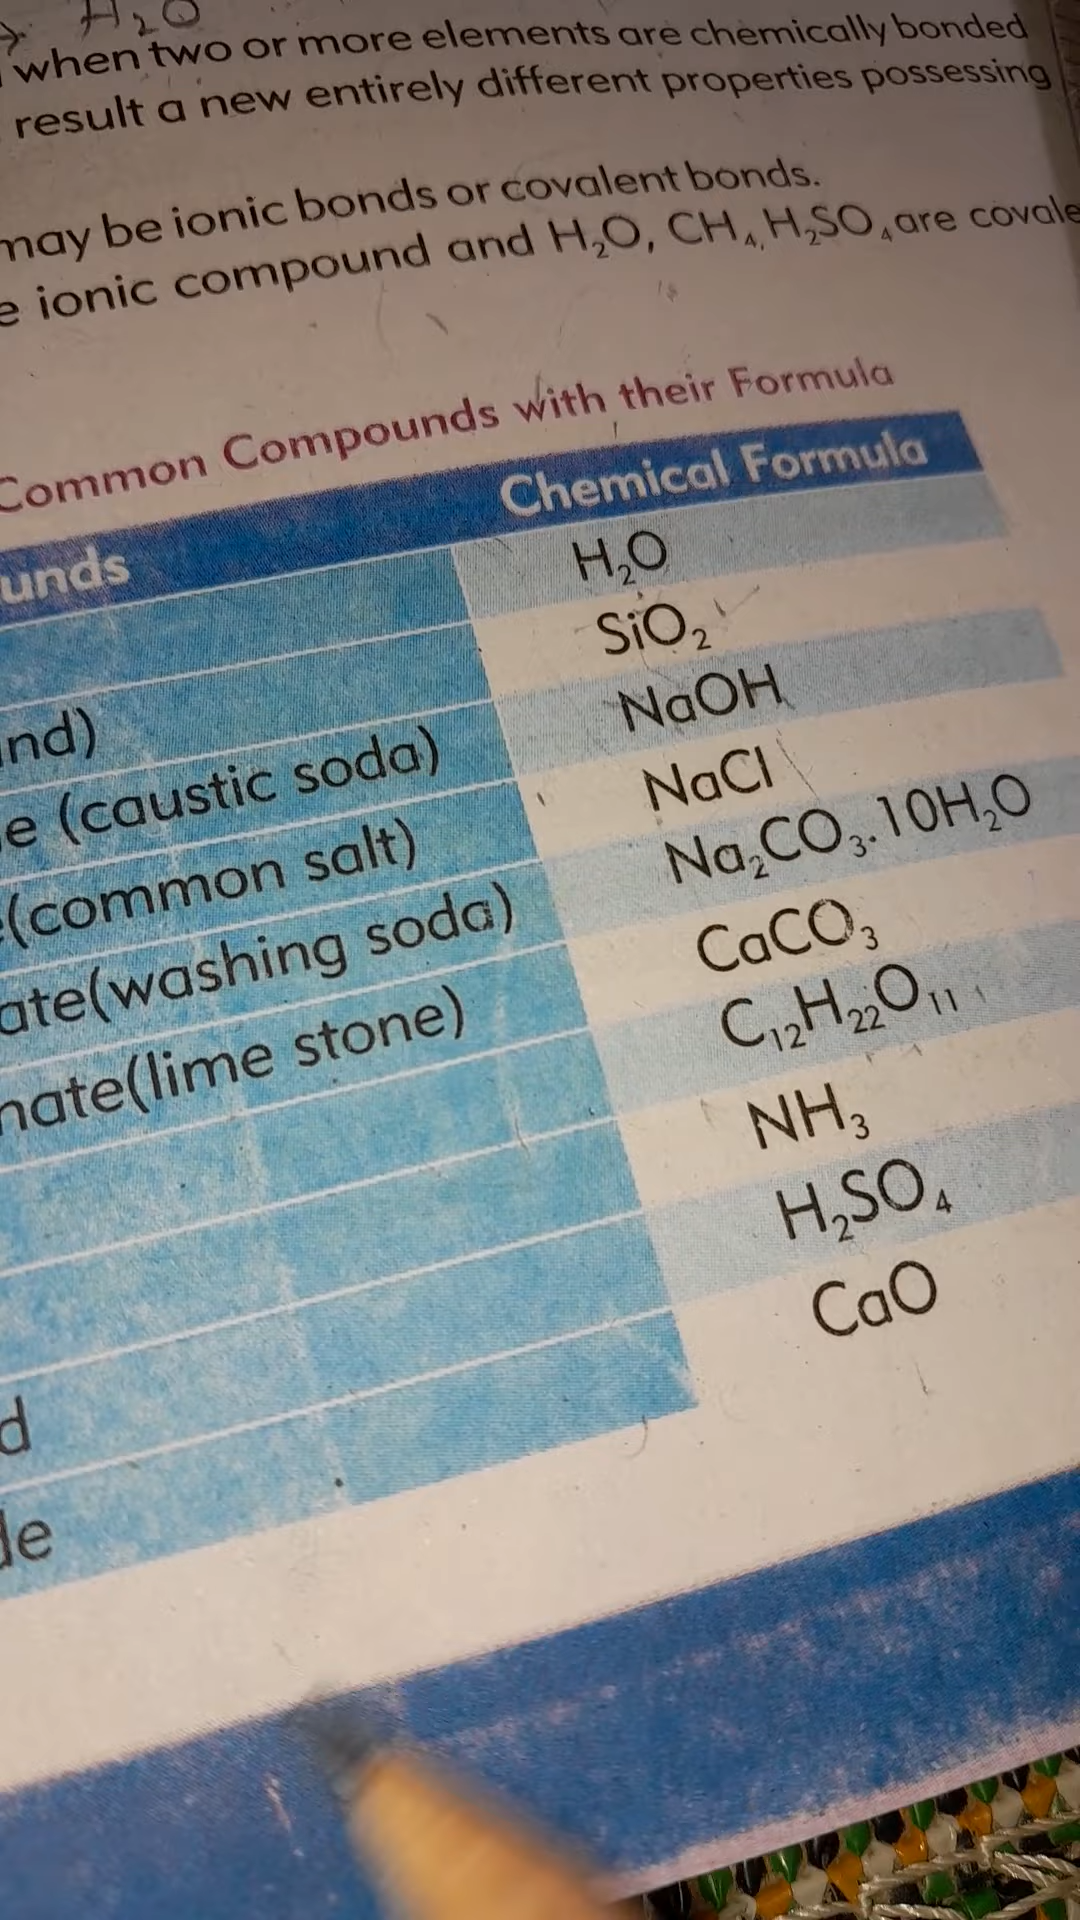 H₂O
when two or more elements are chemically bonded
result a new entirely different properties possessing
may be ionic bonds or covalent bonds.
e ionic compound and H₂O, CH₄, H₂SO₄ are covale
Common Compounds with their Formula
unds Chemical Formula
H₂O
nd) SiO₂
e (caustic soda) NaOH
e(common salt) NaCl
ate(washing soda) Na₂CO₃.10H₂O
nate(lime stone) CaCO₃
C₁₂H₂₂O₁₁
NH₃
d H₂SO₄
de CaO